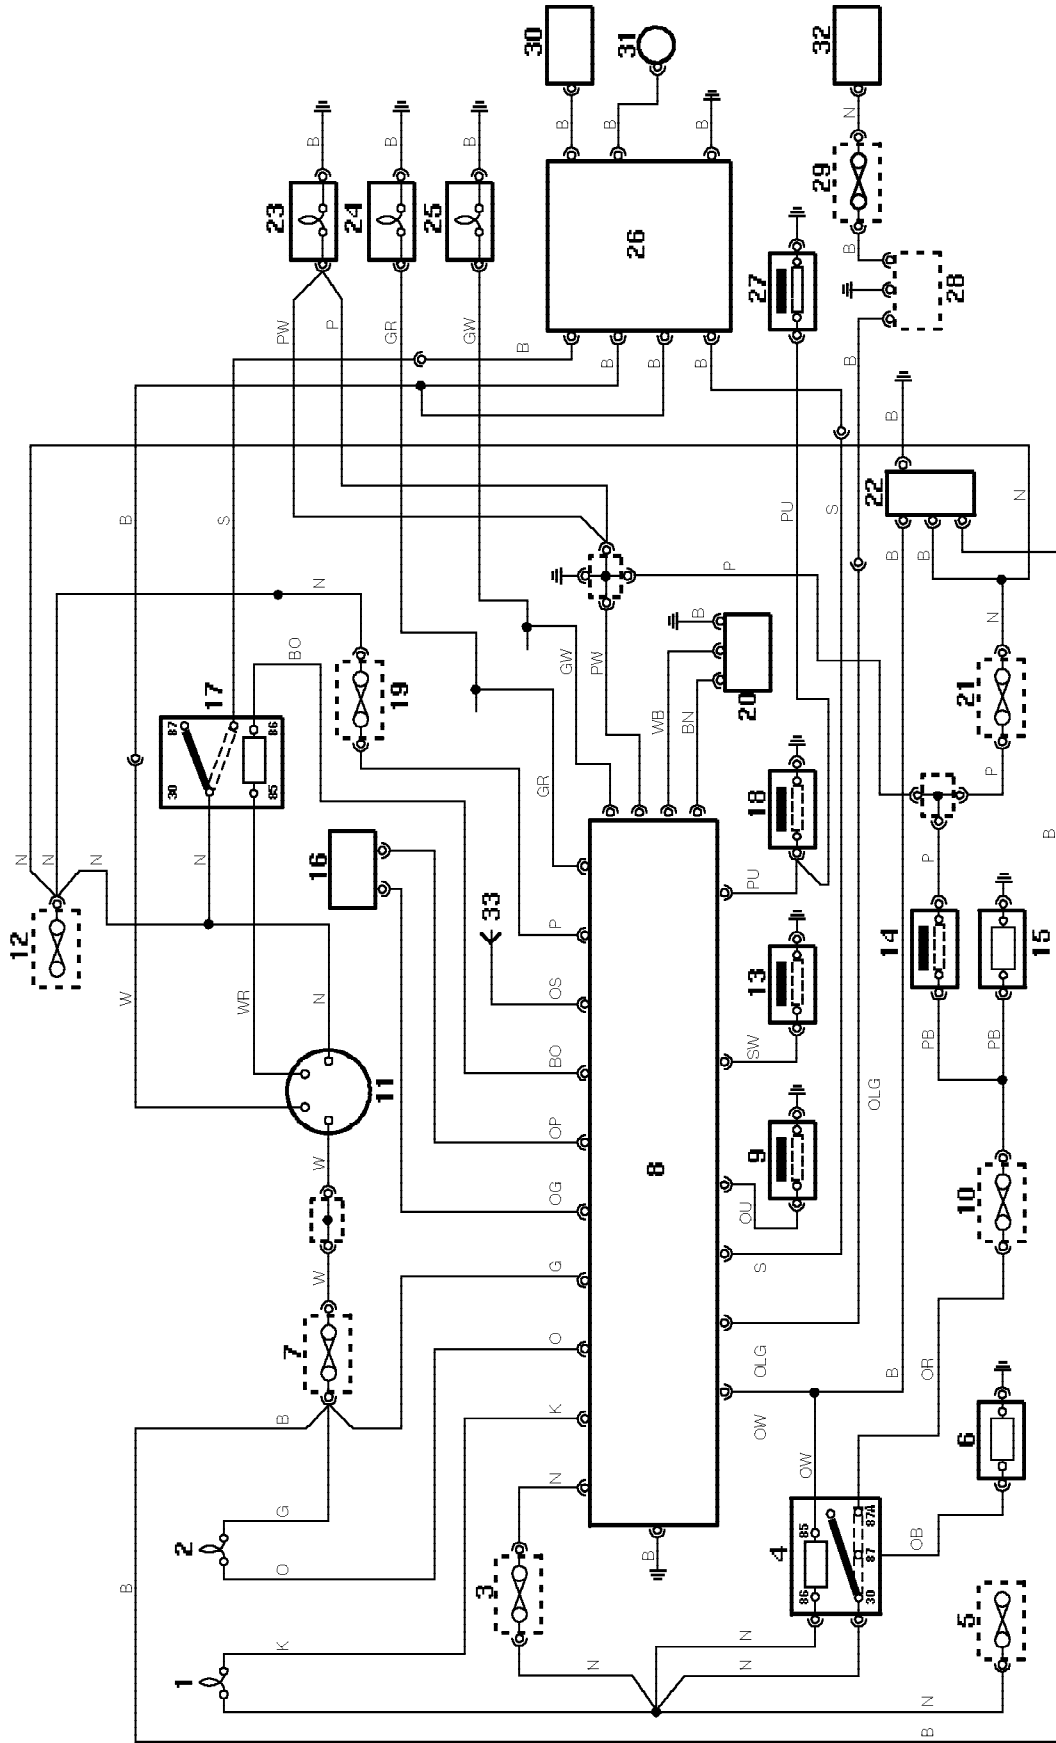 30
31
32
B
B
B
B
N
B
B
B
23
24
25
26
29
B
27
28
PW
P
GR
GW
B
B
B
B
B
B
22
N
B
S
PU
S
B
B
N
BO
17
87
30
86
85
19
P
B
GW
PW
WB
BN
20
N
21
P
N
N
N
12
N
16
GR
18
PU
P
B
33
14
15
W
WR
N
P
OS
BO
13
SW
PB
PB
11
OLG
W
OP
OG
8
9
OU
10
W
G
S
7
O
OLG
B
OR
B
K
OW
OW
6
2
G
O
N
B
3
4
85
86
87A
87
30
OB
5
B
1
K
N
N
N
N
B